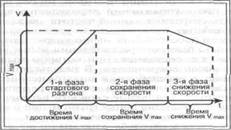 V
V max
1-я фаза
стартового
разгона
2-я фаза
сохранения
скорости
3-я фаза
снижения
скорости
Время
достижения V max
Время
сохранения V max
Время
снижения V max